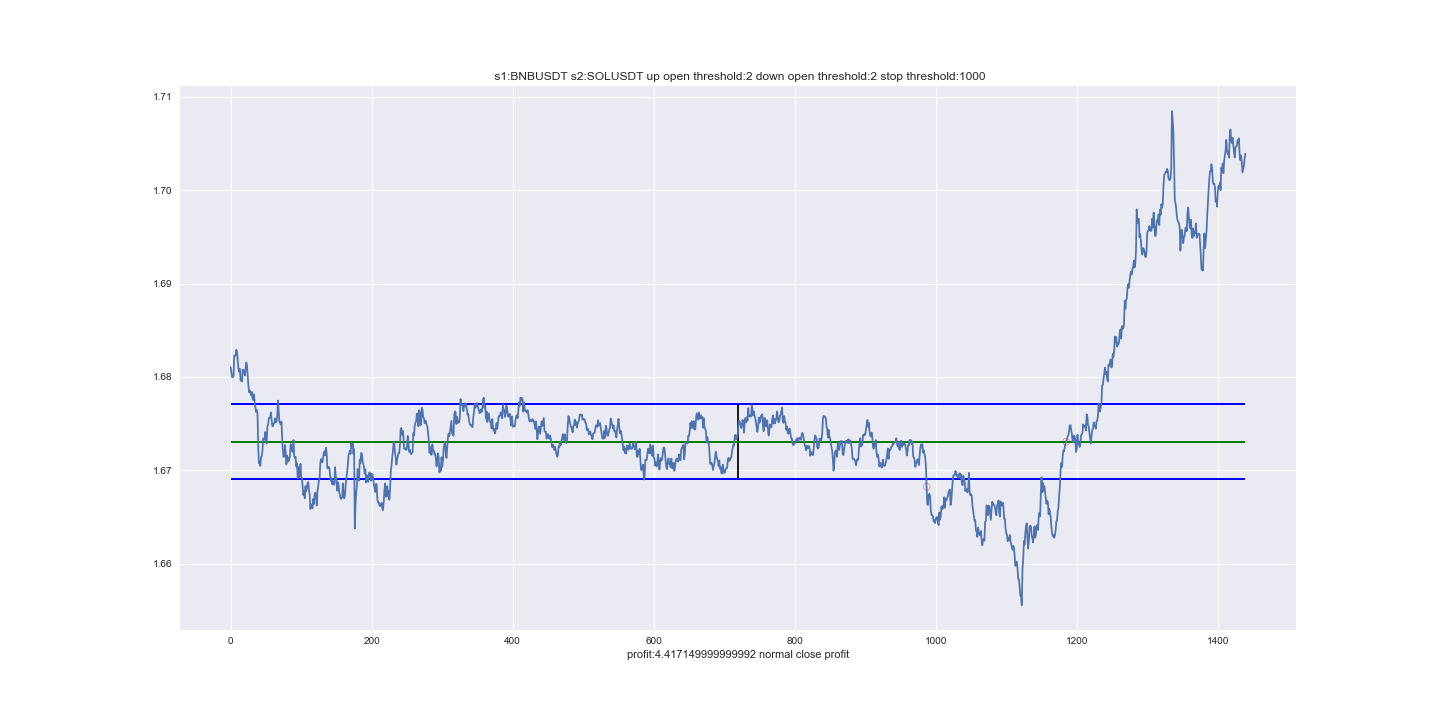 s1:BNBUSDT s2:SOLUSDT up open threshold:2 down open threshold:2 stop threshold:1000
1.71
1.70
1.69
1.68
1.67
1.66
0 200 400 600 800 1000 1200 1400
profit:4.417149999999992 normal close profit